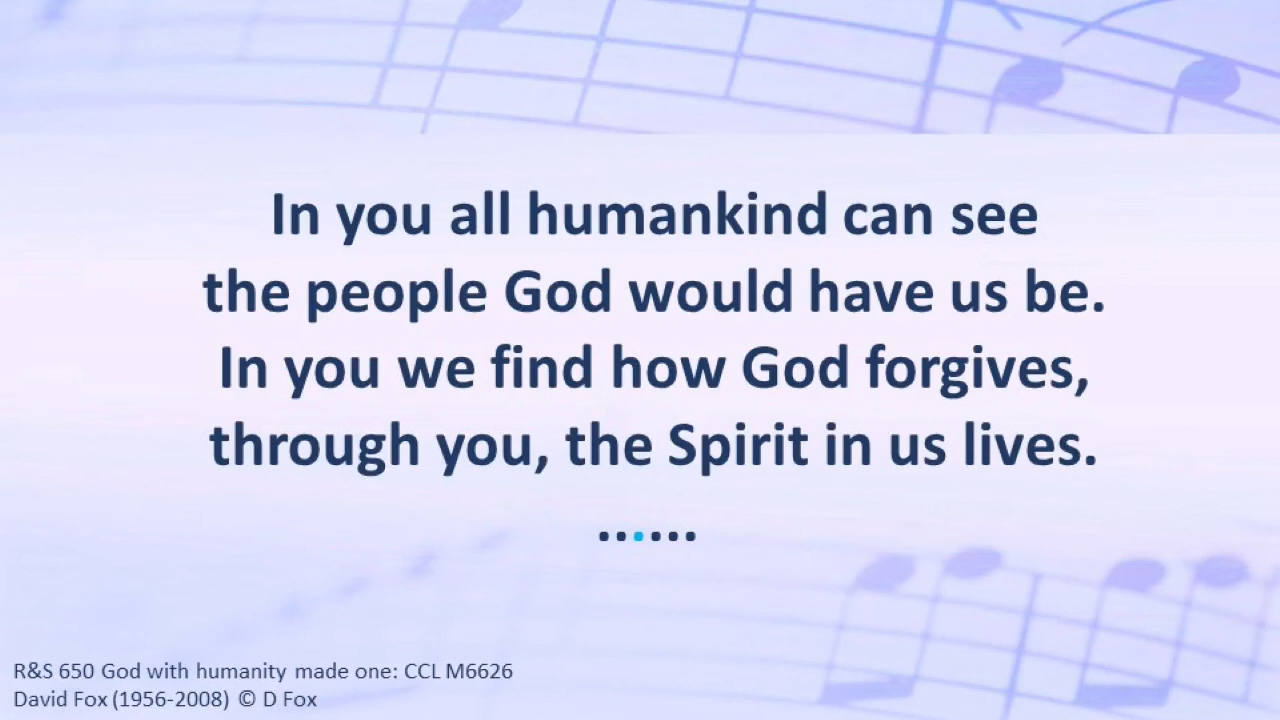 In you all humankind can see
the people God would have us be.
In you we find how God forgives,
through you, the Spirit in us lives.
......
R&S 650 God with humanity made one: CCL M6626
David Fox (1956-2008) © D Fox